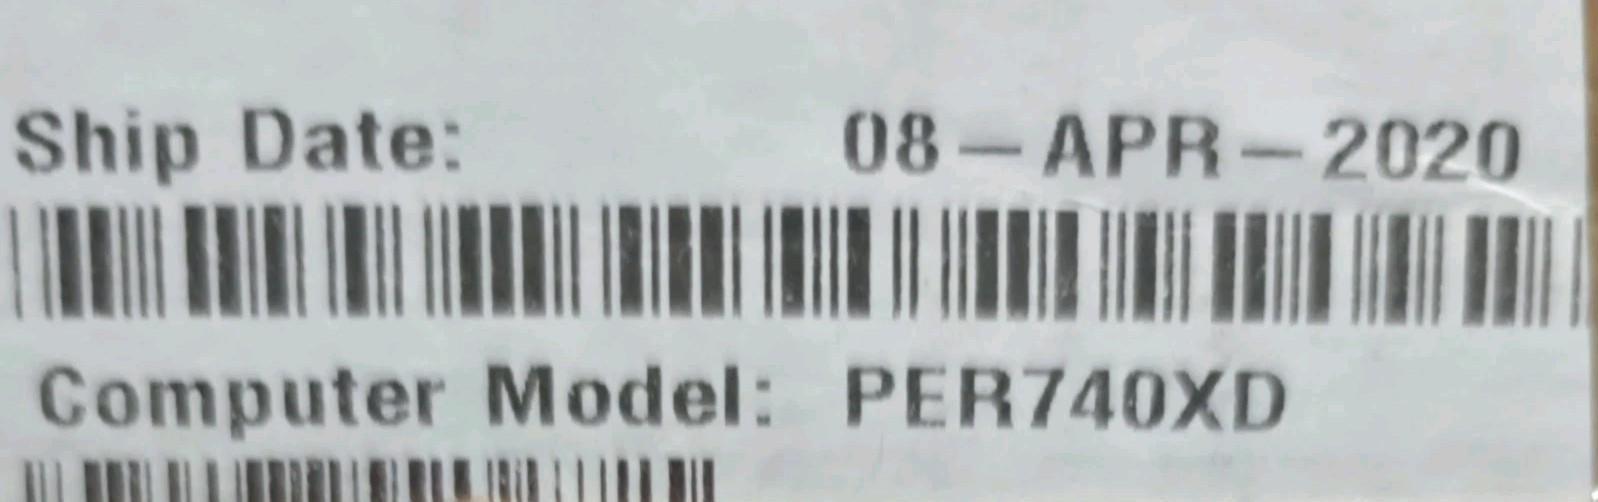 Ship Date: 08-APR-2020
Computer Model: PER740XD